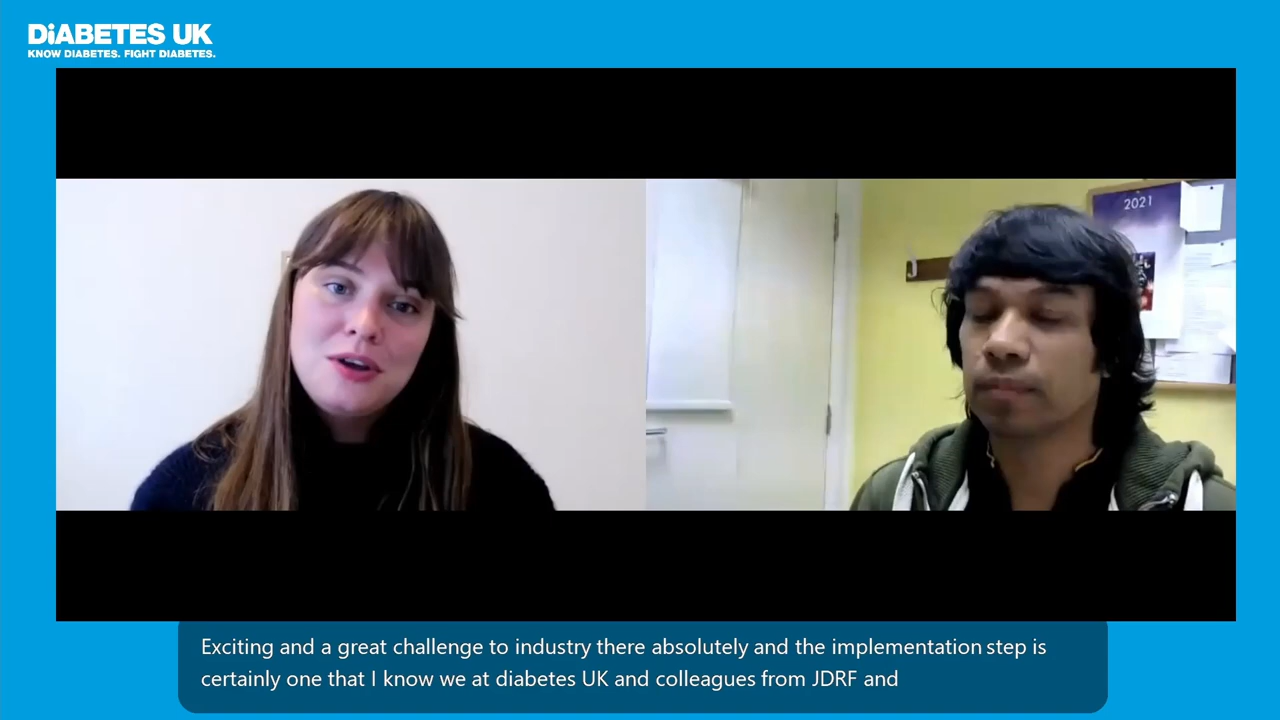 DiABETES UK
KNOW DIABETES. FIGHT DIABETES.
2021
Exciting and a great challenge to industry there absolutely and the implementation step is
certainly one that I know we at diabetes UK and colleagues from JDRF and